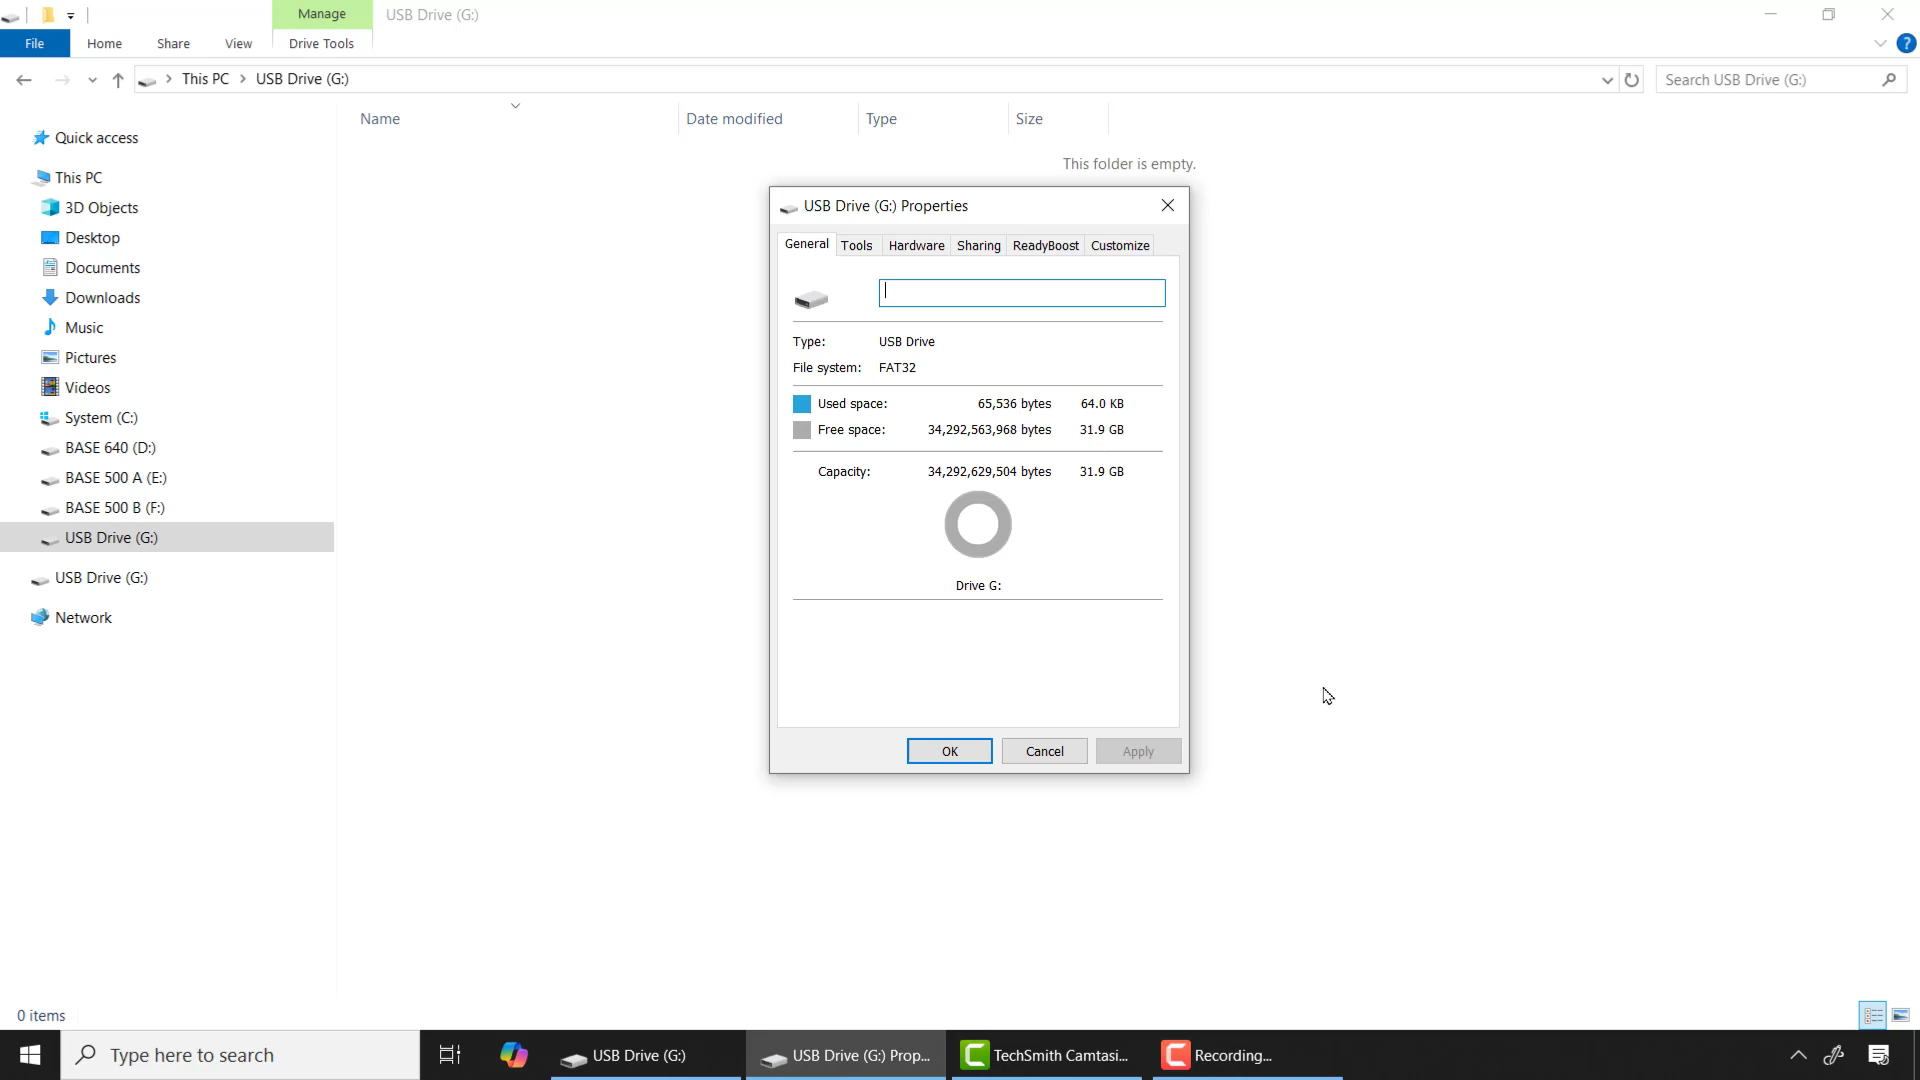 Manage
USB Drive (G:)
File
Home
Share
View
Drive Tools
?
This PC
USB Drive (G:)
Search USB Drive (G:)
Name
Date modified
Type
Size
This folder is empty.
Quick access
This PC
3D Objects
Desktop
Documents
Downloads
Music
Pictures
Videos
System (C:)
BASE 640 (D:)
BASE 500 A (E:)
BASE 500 B (F:)
USB Drive (G:)
USB Drive (G:)
Network
USB Drive (G:) Properties
General
Tools
Hardware
Sharing
ReadyBoost
Customize
Type: USB Drive
File system: FAT32
Used space: 65,536 bytes 64.0 KB
Free space: 34,292,563,968 bytes 31.9 GB
Capacity: 34,292,629,504 bytes 31.9 GB
Drive G:
OK
Cancel
Apply
0 items
Type here to search
USB Drive (G:)
USB Drive (G:) Prop...
TechSmith Camtasi...
Recording...